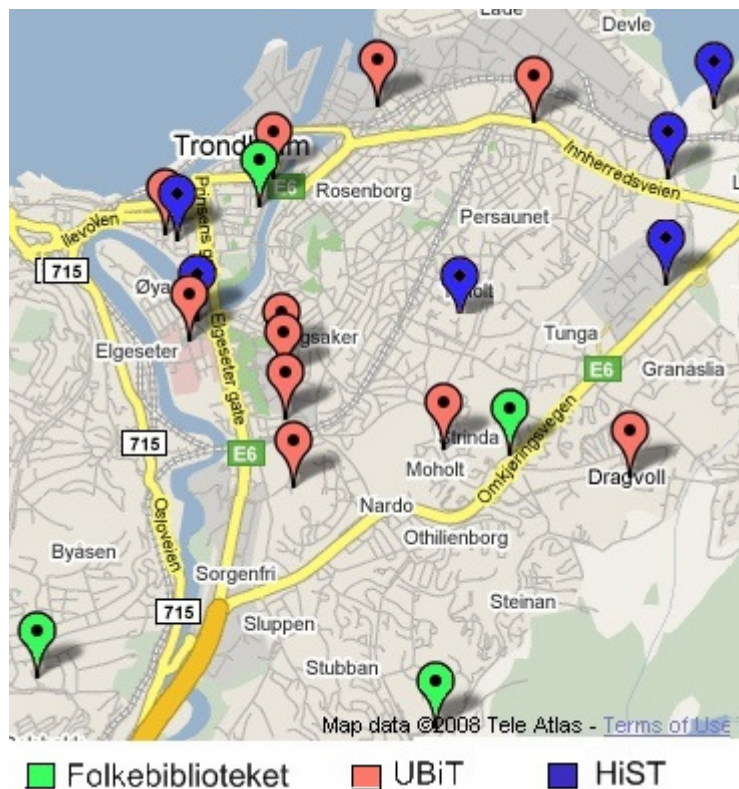 Lade
Devle
Trondheim
E6
Rosenborg
Innherredsveien
Persaunet
Ilevollen
Prinsens g
715
Øya
Elgeseter
Elgeseter gate
Tunga
E6
Granåslia
715
E6
Strinda
Moholt
Dragvoll
Omkjøringsvegen
Nardo
Othilienborg
Osloveien
Byåsen
Sorgenfri
715
Sluppen
Steinan
Stubban
Map data ©2008 Tele Atlas - Terms of Use
Folkebiblioteket UBiT HiST